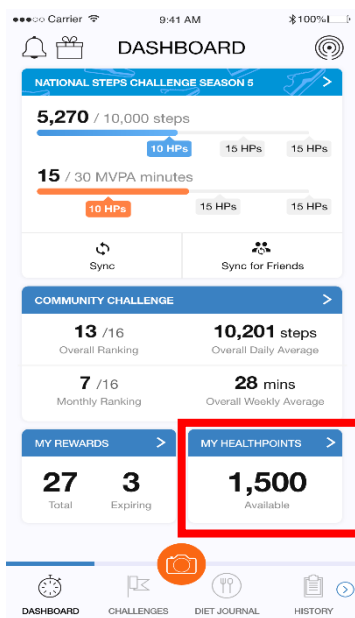 Carrier 9:41 AM 100%
DASHBOARD
NATIONAL STEPS CHALLENGE SEASON 5 >
5,270 / 10,000 steps
10 HPs 15 HPs 15 HPs
15 / 30 MVPA minutes
10 HPs 15 HPs 15 HPs
Sync Sync for Friends
COMMUNITY CHALLENGE >
13 /16 10,201 steps
Overall Ranking Overall Daily Average
7 /16 28 mins
Monthly Ranking Overall Weekly Average
MY REWARDS > MY HEALTHPOINTS >
27 3 1,500
Total Expiring Available
DASHBOARD CHALLENGES DIET JOURNAL HISTORY